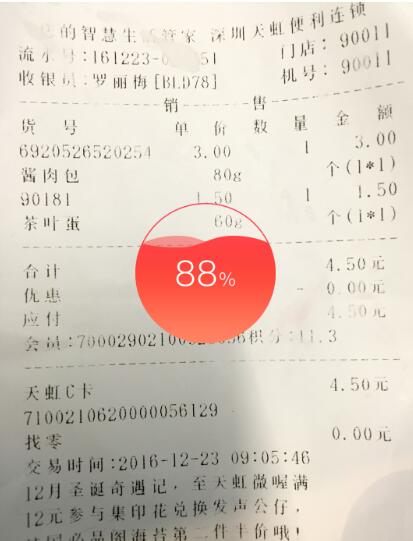 的智慧生活管家 深圳天虹便利连锁
流水号:161223- 51 门店: 90011
收银员:罗丽梅[BLD78] 机号: 90011
销 售
货 号 单 价 数 量 金 额
6920526520254 3.00 1 3.00
酱肉包 80g 个(1*1)
90181 1.50 1 1.50
茶叶蛋 60g 个(1*1)
88%
合计 4.50元
优惠 - 0.00元
应付 4.50元
会员:7000290210 56积分:11.3
天虹C卡 4.50元
7100210620000056129
找零 0.00元
交易时间:2016-12-23 09:05:46
12月圣诞奇遇记,至天虹微喔满
12元参与集印花兑换发声公仔,